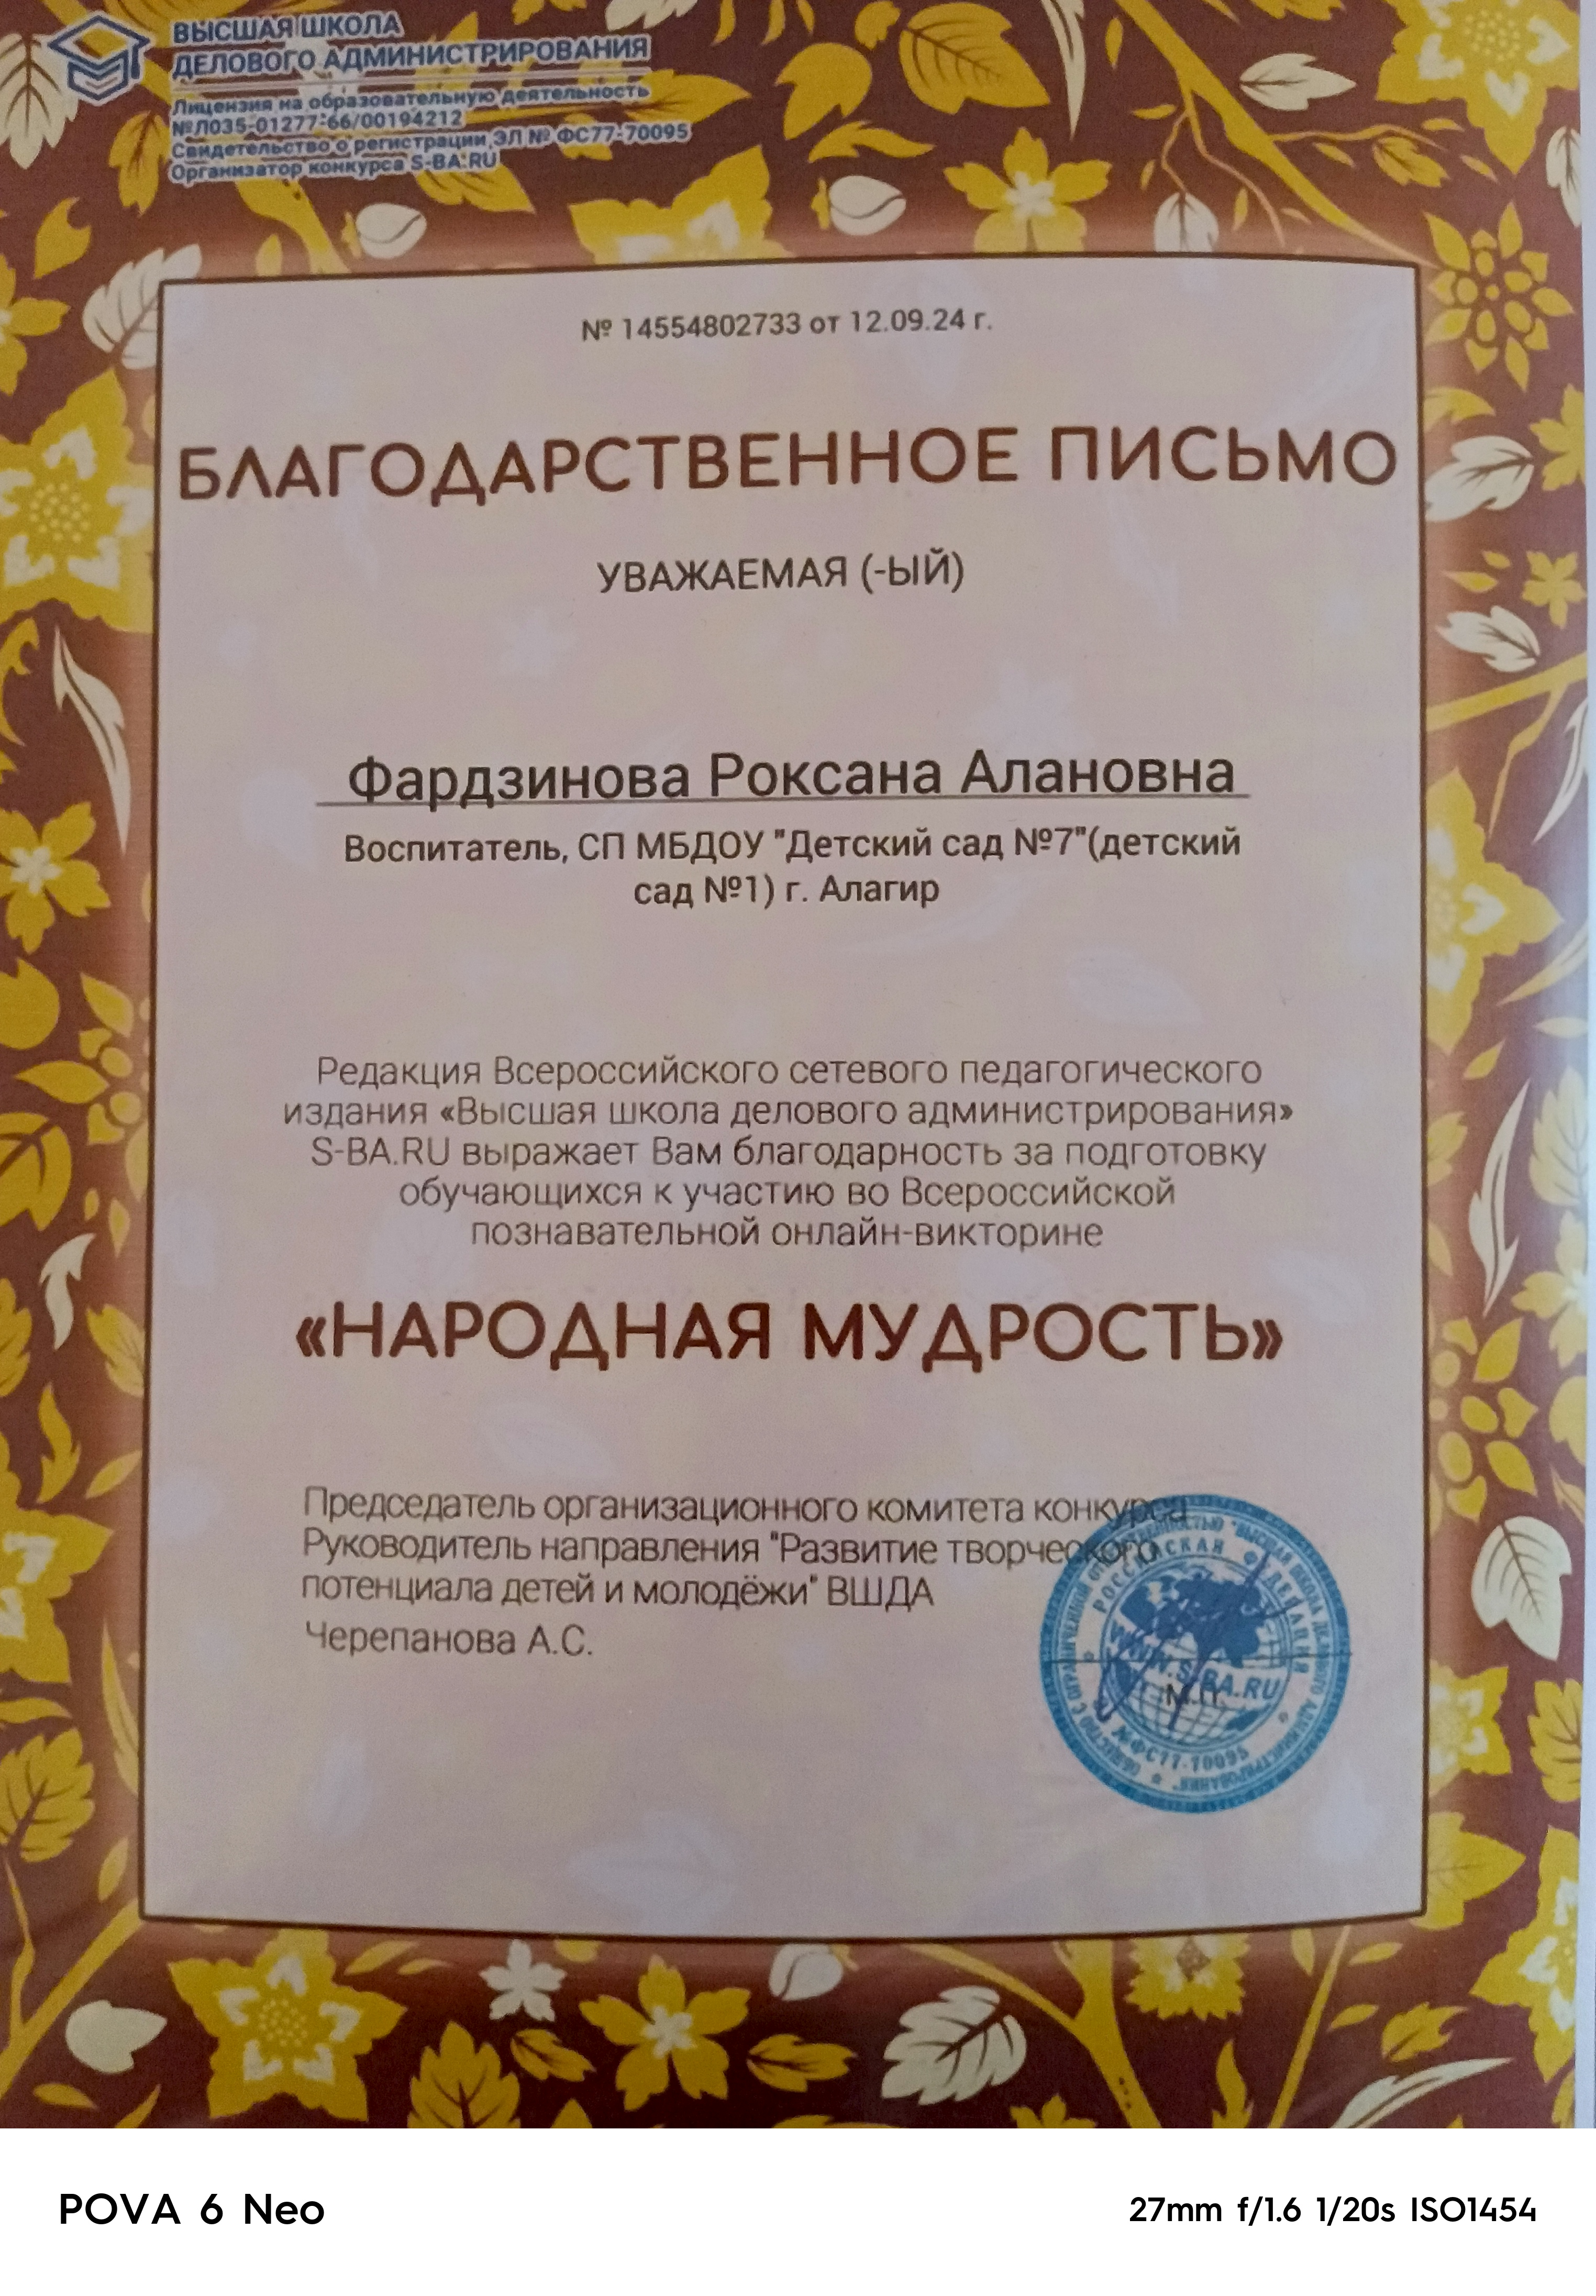 ВЫСШАЯ ШКОЛА
ДЕЛОВОГО АДМИНИСТРИРОВАНИЯ
Лицензия на образовательную деятельность
№Л035-01277-66/00194212
Свидетельство о регистрации ЭЛ № ФС77-70095
Организатор конкурса S-BA.RU
№ 14554802733 от 12.09.24 г.
БЛАГОДАРСТВЕННОЕ ПИСЬМО
УВАЖАЕМАЯ (-ЫЙ)
Фардзинова Роксана Алановна
Воспитатель, СП МБДОУ "Детский сад №7"(детский
сад №1) г. Алагир
Редакция Всероссийского сетевого педагогического
издания «Высшая школа делового администрирования»
S-BA.RU выражает Вам благодарность за подготовку
обучающихся к участию во Всероссийской
познавательной онлайн-викторине
«НАРОДНАЯ МУДРОСТЬ»
Председатель организационного комитета конкурса
Руководитель направления "Развитие творческого
потенциала детей и молодёжи" ВШДА
Черепанова А.С.
РОССИЙСКАЯ ФЕДЕРАЦИЯ
WWW.S-BA.RU
М.П.
№ФС77-70095
POVA 6 Neo
27mm f/1.6 1/20s ISO1454